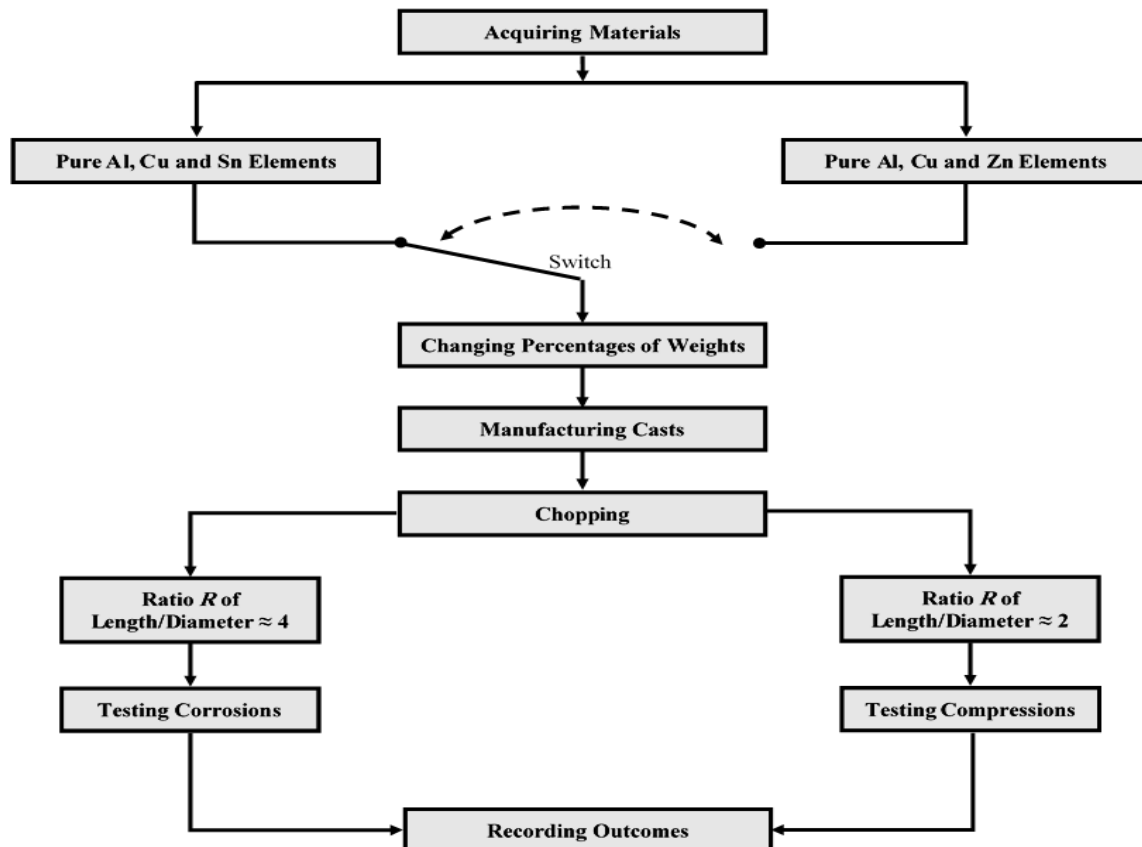 Acquiring Materials
Pure Al, Cu and Sn Elements
Pure Al, Cu and Zn Elements
Switch
Changing Percentages of Weights
Manufacturing Casts
Chopping
Ratio R of
Length/Diameter ≈ 4
Ratio R of
Length/Diameter ≈ 2
Testing Corrosions
Testing Compressions
Recording Outcomes